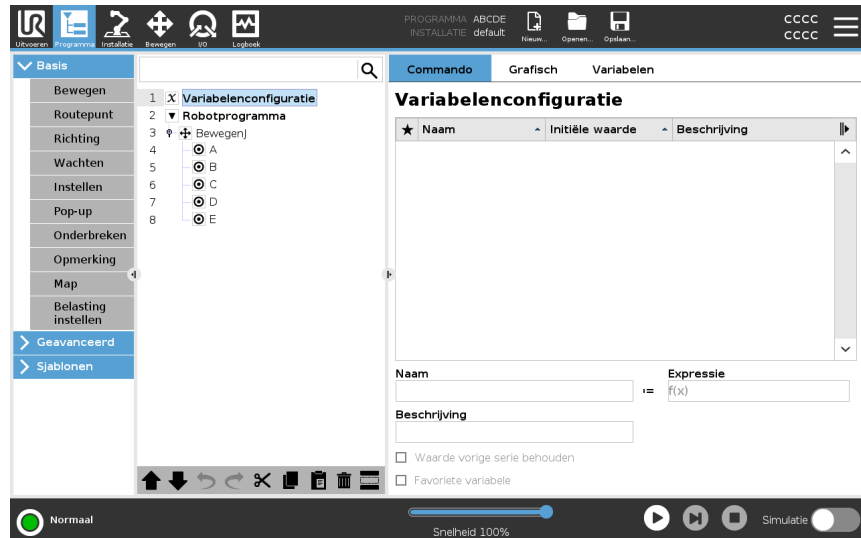 PROGRAMMA ABCDE
INSTALLATIE default
CCCC
CCCC
Uitvoeren Programma Installatie Bewegen I/O Logboek Nieuw... Openen... Opslaan...
Basis
Bewegen
Routepunt
Richting
Wachten
Instellen
Pop-up
Onderbreken
Opmerking
Map
Belasting
instellen
Geavanceerd
Sjablonen
1 X Variabelenconfiguratie
2 ▼ Robotprogramma
3 BewegenJ
4 A
5 B
6 C
7 D
8 E
Commando Grafisch Variabelen
Variabelenconfiguratie
★ Naam Initiële waarde Beschrijving
Naam Expressie
:= f(x)
Beschrijving
Waarde vorige serie behouden
Favoriete variabele
Normaal
Snelheid 100%
Simulatie